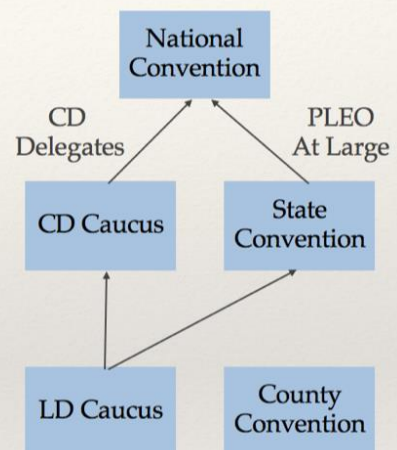 National
Convention
CD
Delegates
PLEO
At Large
CD Caucus
State
Convention
LD Caucus
County
Convention